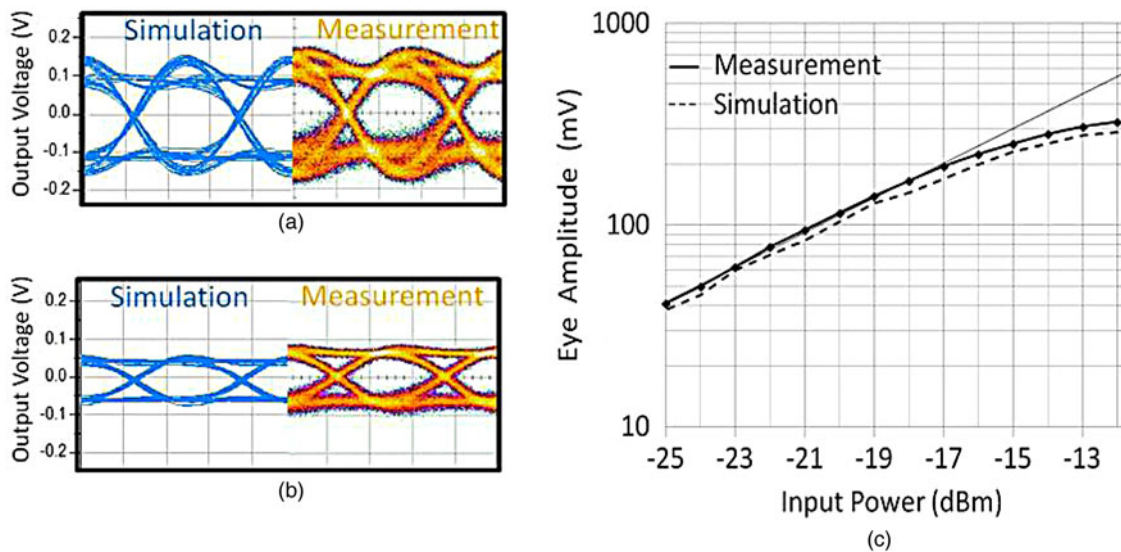 Simulation Measurement
Output Voltage (V)
0.2
0.1
0.0
-0.1
-0.2
(a)
Simulation Measurement
Output Voltage (V)
0.2
0.1
0.0
-0.1
-0.2
(b)
1000
100
10
Eye Amplitude (mV)
Measurement
Simulation
-25 -23 -21 -19 -17 -15 -13
Input Power (dBm)
(c)